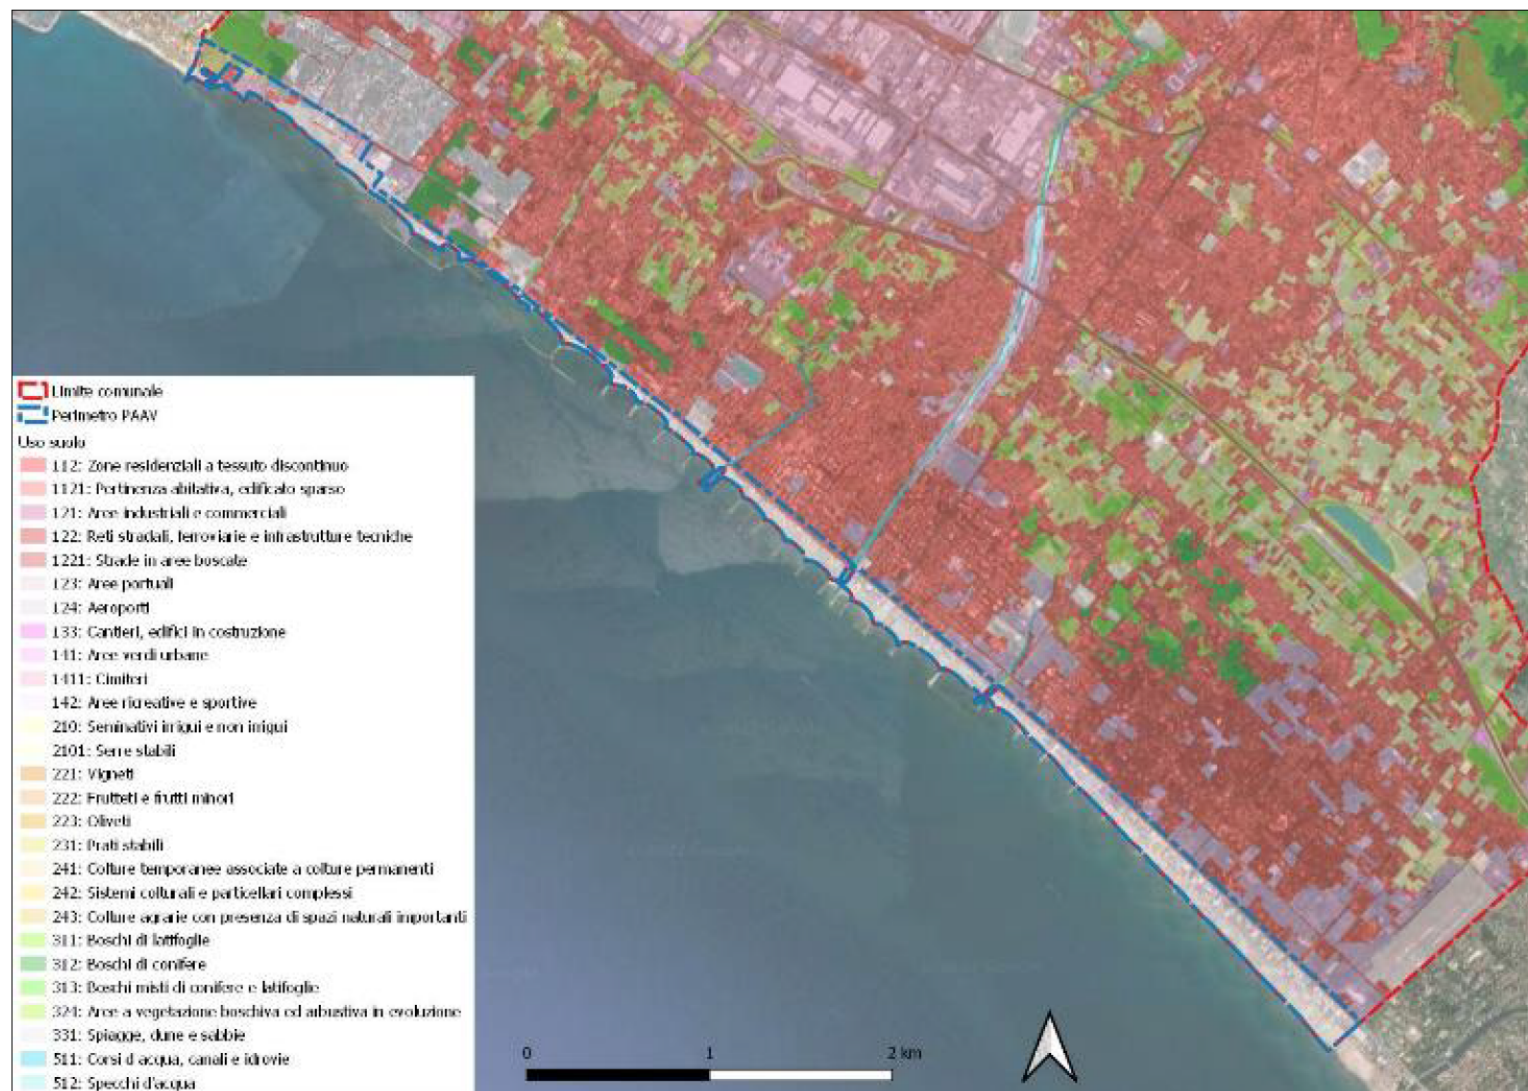 Limite comunale
Perimetro PAAV
Uso suolo
112: Zone residenziali a tessuto discontinuo
1121: Pertinenza abitativa, edificato sparso
121: Aree industriali e commerciali
122: Reti stradali, ferroviarie e infrastrutture tecniche
1221: Strade in aree boscate
123: Aree portuali
124: Aeroporti
133: Cantieri, edifici in costruzione
141: Aree verdi urbane
1411: Cimiteri
142: Aree ricreative e sportive
210: Seminativi irrigui e non irrigui
2101: Serre stabili
221: Vigneti
222: Frutteti e frutti minori
223: Oliveti
231: Prati stabili
241: Colture temporanee associate a colture permanenti
242: Sistemi colturali e particellari complessi
243: Colture agrarie con presenza di spazi naturali importanti
311: Boschi di latifoglie
312: Boschi di conifere
313: Boschi misti di conifere e latifoglie
324: Aree a vegetazione boschiva ed arbustiva in evoluzione
331: Spiagge, dune e sabbie
511: Corsi d acqua, canali e idrovie
512: Specchi d'acqua
0 1 2 km